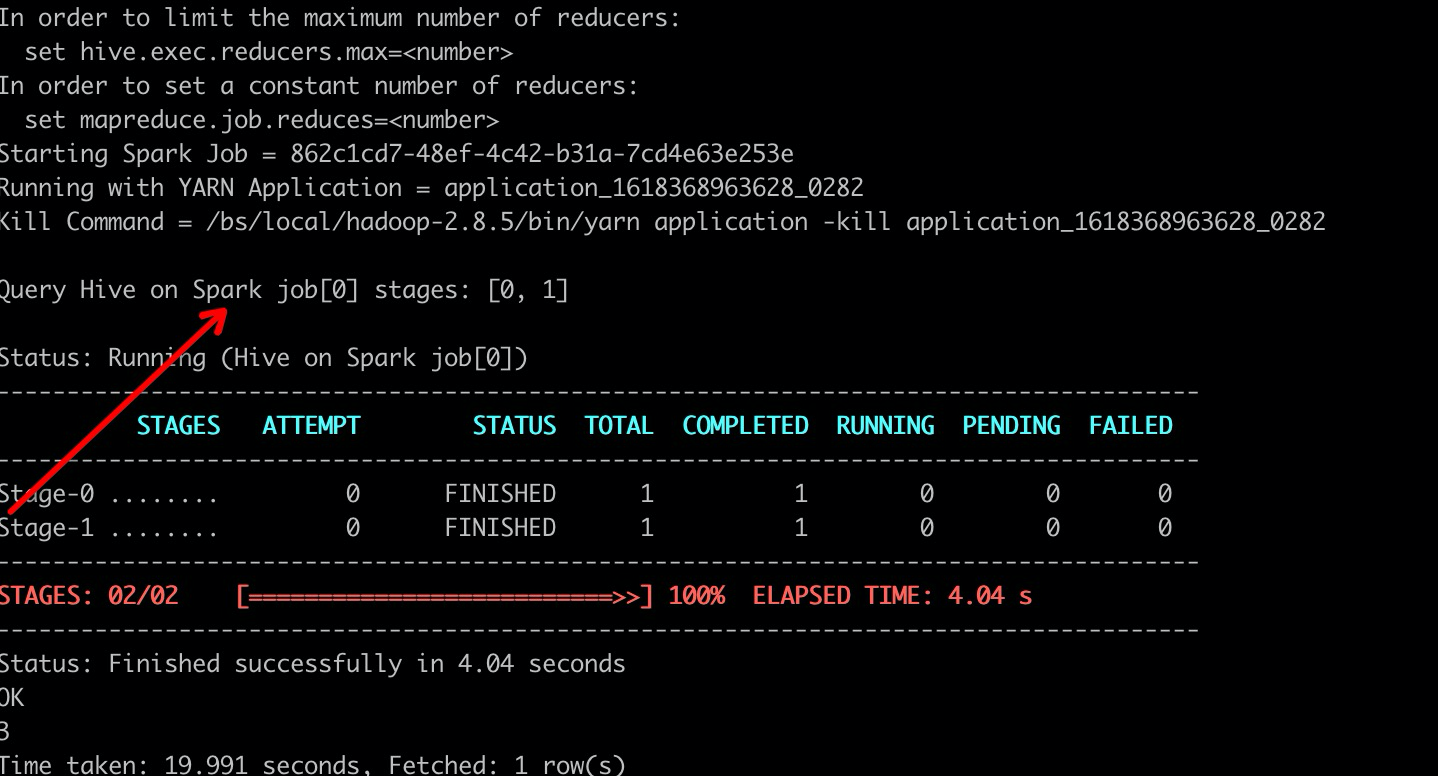 In order to limit the maximum number of reducers:
  set hive.exec.reducers.max=<number>
In order to set a constant number of reducers:
  set mapreduce.job.reduces=<number>
Starting Spark Job = 862c1cd7-48ef-4c42-b31a-7cd4e63e253e
Running with YARN Application = application_1618368963628_0282
Kill Command = /bs/local/hadoop-2.8.5/bin/yarn application -kill application_1618368963628_0282
Query Hive on Spark job[0] stages: [0, 1]
Status: Running (Hive on Spark job[0])
--------------------------------------------------------------------------------------
          STAGES   ATTEMPT        STATUS  TOTAL  COMPLETED  RUNNING  PENDING  FAILED
--------------------------------------------------------------------------------------
Stage-0 ........         0      FINISHED      1          1        0        0       0
Stage-1 ........         0      FINISHED      1          1        0        0       0
--------------------------------------------------------------------------------------
STAGES: 02/02    [==========================>>] 100%  ELAPSED TIME: 4.04 s
--------------------------------------------------------------------------------------
Status: Finished successfully in 4.04 seconds
OK
3
Time taken: 19.991 seconds, Fetched: 1 row(s)